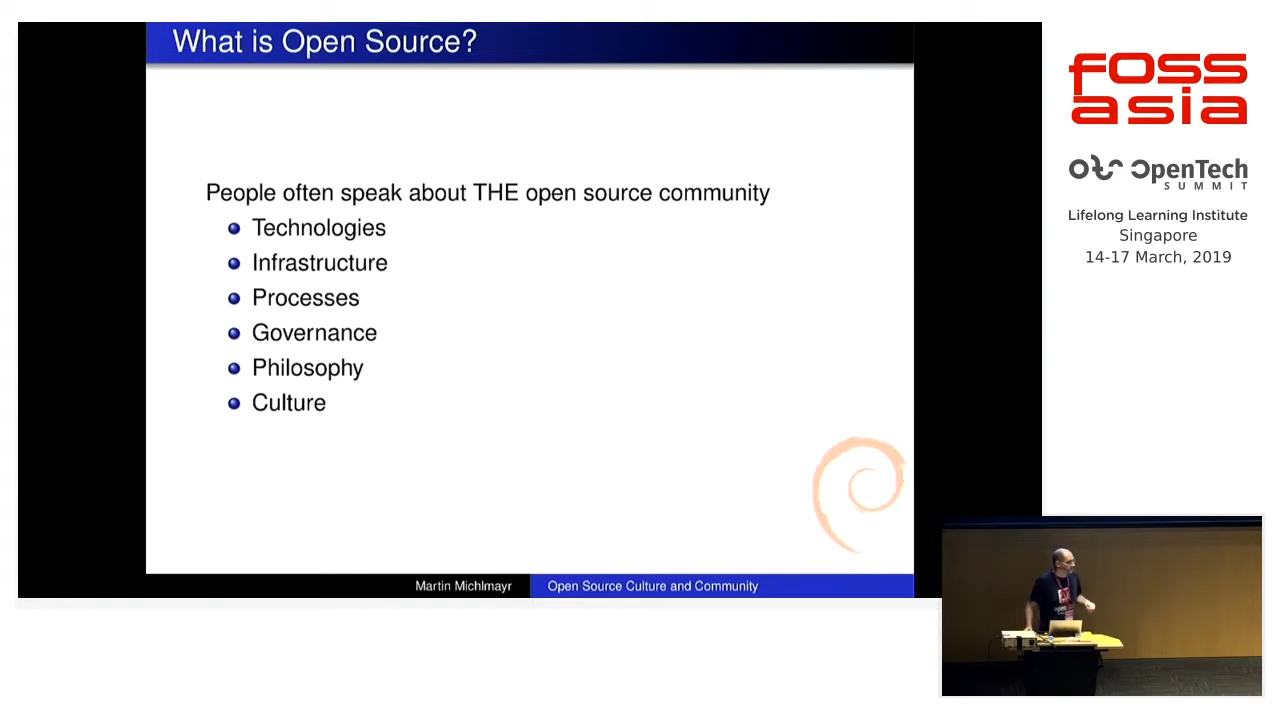 What is Open Source?
People often speak about THE open source community
Technologies
Infrastructure
Processes
Governance
Philosophy
Culture
Martin Michlmayr
Open Source Culture and Community
foss
asia
OpenTech
SUMMIT
Lifelong Learning Institute
Singapore
14-17 March, 2019